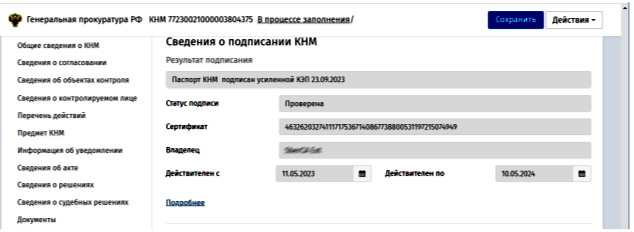 Генеральная прокуратура РФ КНМ 77230021000003804375 В процессе заполнения/ Сохранить Действия
Общие сведения о КНМ
Сведения о согласовании
Сведения об объектах контроля
Сведения о контролируемом лице
Перечень действий
Предмет КНМ
Информация об уведомлении
Сведения об акте
Сведения о решениях
Сведения о судебных решениях
Документы
Сведения о подписании КНМ
Результат подписания
Паспорт КНМ подписан усиленной КЭП 23.09.2023
Статус подписи Проверена
Сертификат
Владелец
Действителен с 11.05.2023 Действителен по 10.05.2024
Подробнее